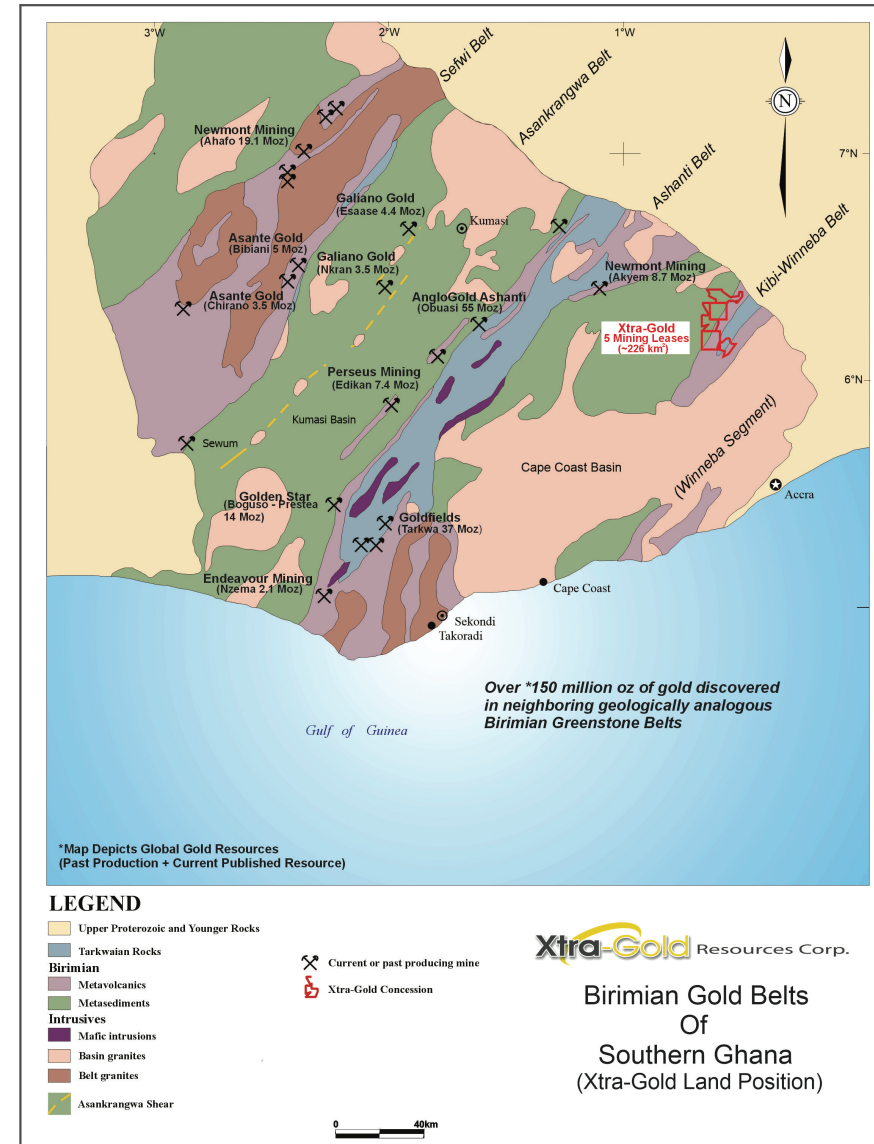 3°W
2°W
1°W
Sefwi Belt
Asankrangwa Belt
Ashanti Belt
Kibi-Winneba Belt
N
7°N
6°N
Newmont Mining
(Ahafo 19.1 Moz)
Galiano Gold
(Esaase 4.4 Moz)
Kumasi
Asante Gold
(Bibiani 5 Moz)
Galiano Gold
(Nkran 3.5 Moz)
Newmont Mining
(Akyem 8.7 Moz)
Asante Gold
(Chirano 3.5 Moz)
AngloGold Ashanti
(Obuasi 55 Moz)
Xtra-Gold
5 Mining Leases
(~226 km²)
Perseus Mining
(Edikan 7.4 Moz)
Kumasi Basin
Sewum
Cape Coast Basin
(Winneba Segment)
Accra
Golden Star
(Boguso - Prestea
14 Moz)
Goldfields
(Tarkwa 37 Moz)
Endeavour Mining
(Nzema 2.1 Moz)
Cape Coast
Sekondi
Takoradi
Over *150 million oz of gold discovered
in neighboring geologically analogous
Birimian Greenstone Belts
Gulf of Guinea
*Map Depicts Global Gold Resources
(Past Production + Current Published Resource)
LEGEND
Upper Proterozoic and Younger Rocks
Tarkwaian Rocks
Birimian
Metavolcanics
Metasediments
Intrusives
Mafic intrusions
Basin granites
Belt granites
Asankrangwa Shear
Current or past producing mine
Xtra-Gold Concession
Xtra-Gold Resources Corp.
Birimian Gold Belts
Of
Southern Ghana
(Xtra-Gold Land Position)
0 40km